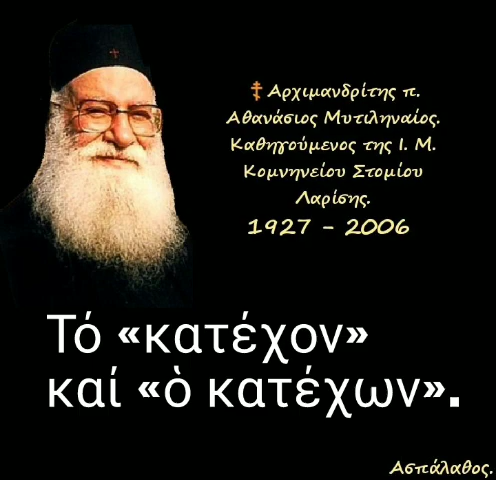 ☦ Αρχιμανδρίτης π.
Αθανάσιος Μυτιληναίος.
Καθηγούμενος της Ι. Μ.
Κομνηνείου Στομίου
Λαρίσης.
1927 - 2006
Τό «κατέχον»
καί «ὁ κατέχων».
Ασπάλαθος.